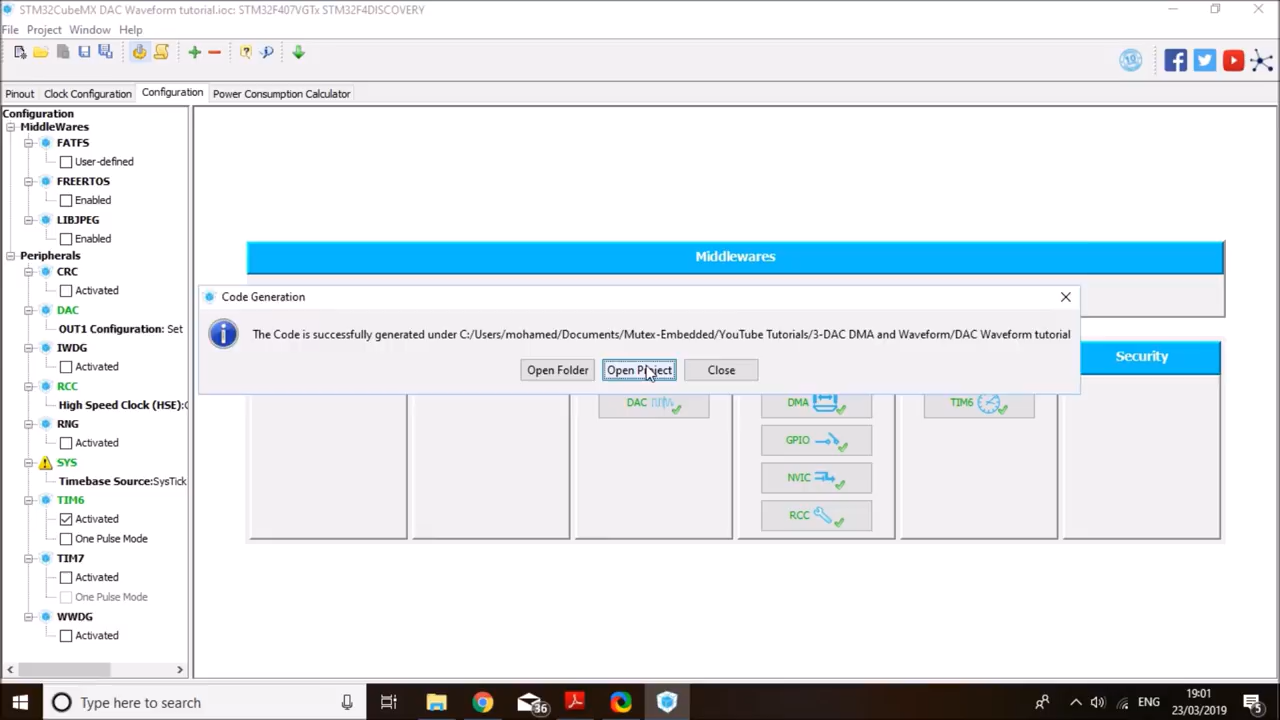 STM32CubeMX DAC Waveform tutorial.ioc: STM32F407VGTx STM32F4DISCOVERY
File Project Window Help
Pinout Clock Configuration Configuration Power Consumption Calculator
Configuration
MiddleWares
FATFS
User-defined
FREERTOS
Enabled
LIBJPEG
Enabled
Peripherals
CRC
Activated
DAC
OUT1 Configuration: Set
IWDG
Activated
RCC
High Speed Clock (HSE):
RNG
Activated
SYS
Timebase Source:SysTick
TIM6
Activated
One Pulse Mode
TIM7
Activated
One Pulse Mode
WWDG
Activated
Middlewares
Code Generation
The Code is successfully generated under C:/Users/mohamed/Documents/Mutex-Embedded/YouTube Tutorials/3-DAC DMA and Waveform/DAC Waveform tutorial
Open Folder Open Project Close
Security
DAC
DMA
TIM6
GPIO
NVIC
RCC
Type here to search
36
ENG
19:01
23/03/2019
5